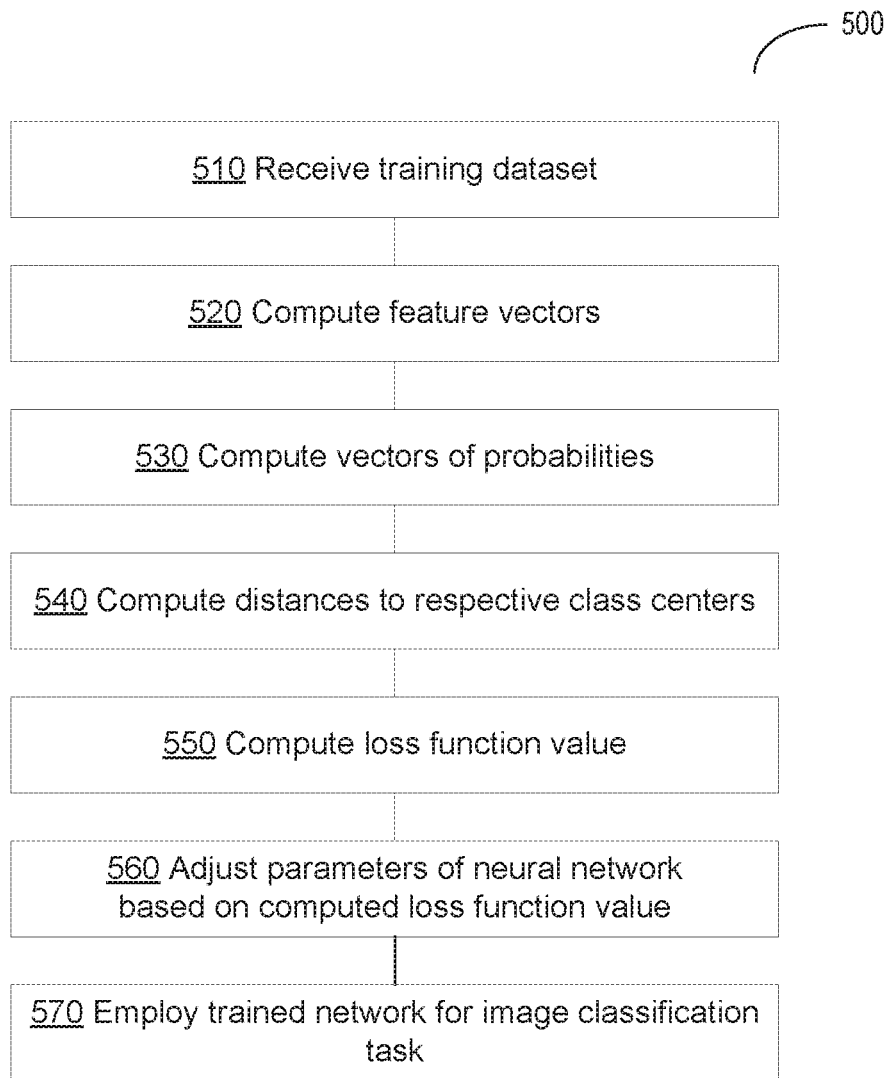 500
510 Receive training dataset
520 Compute feature vectors
530 Compute vectors of probabilities
540 Compute distances to respective class centers
550 Compute loss function value
560 Adjust parameters of neural network
based on computed loss function value
570 Employ trained network for image classification
task